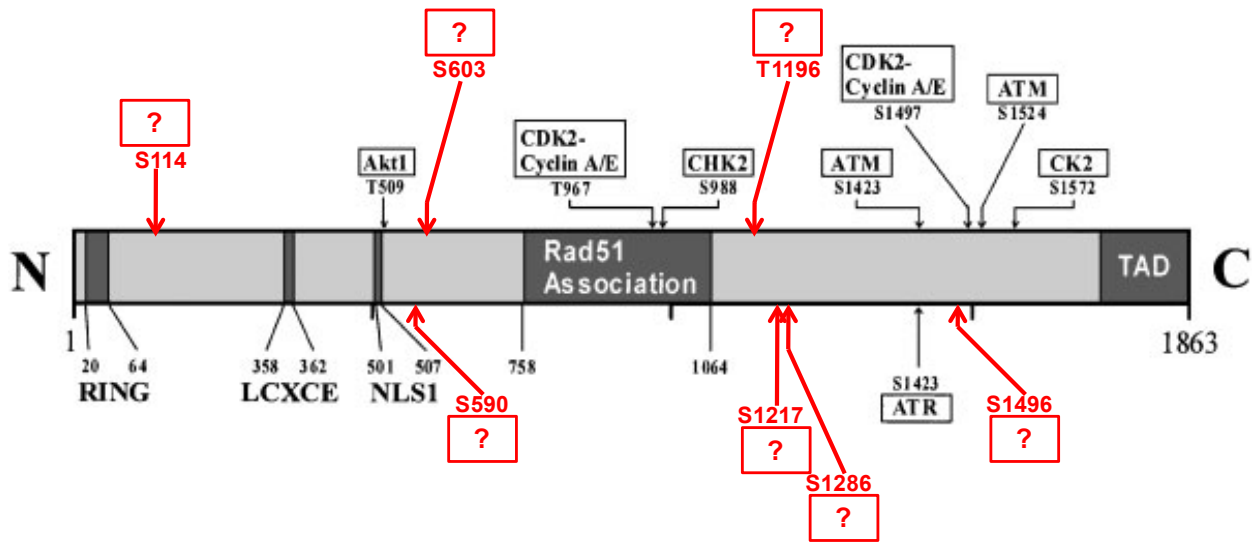 ?
S603
?
T1196
?
S114
Akt1
T509
CDK2-
Cyclin A/E
T967
CHK2
S988
ATM
S1423
CDK2-
Cyclin A/E
S1497
ATM
S1524
CK2
S1572
N
Rad51
Association
TAD
C
1
20
64
RING
358
362
LCXCE
501
507
NLS1
758
1064
1863
S590
?
S1217
?
S1286
?
S1423
ATR
S1496
?